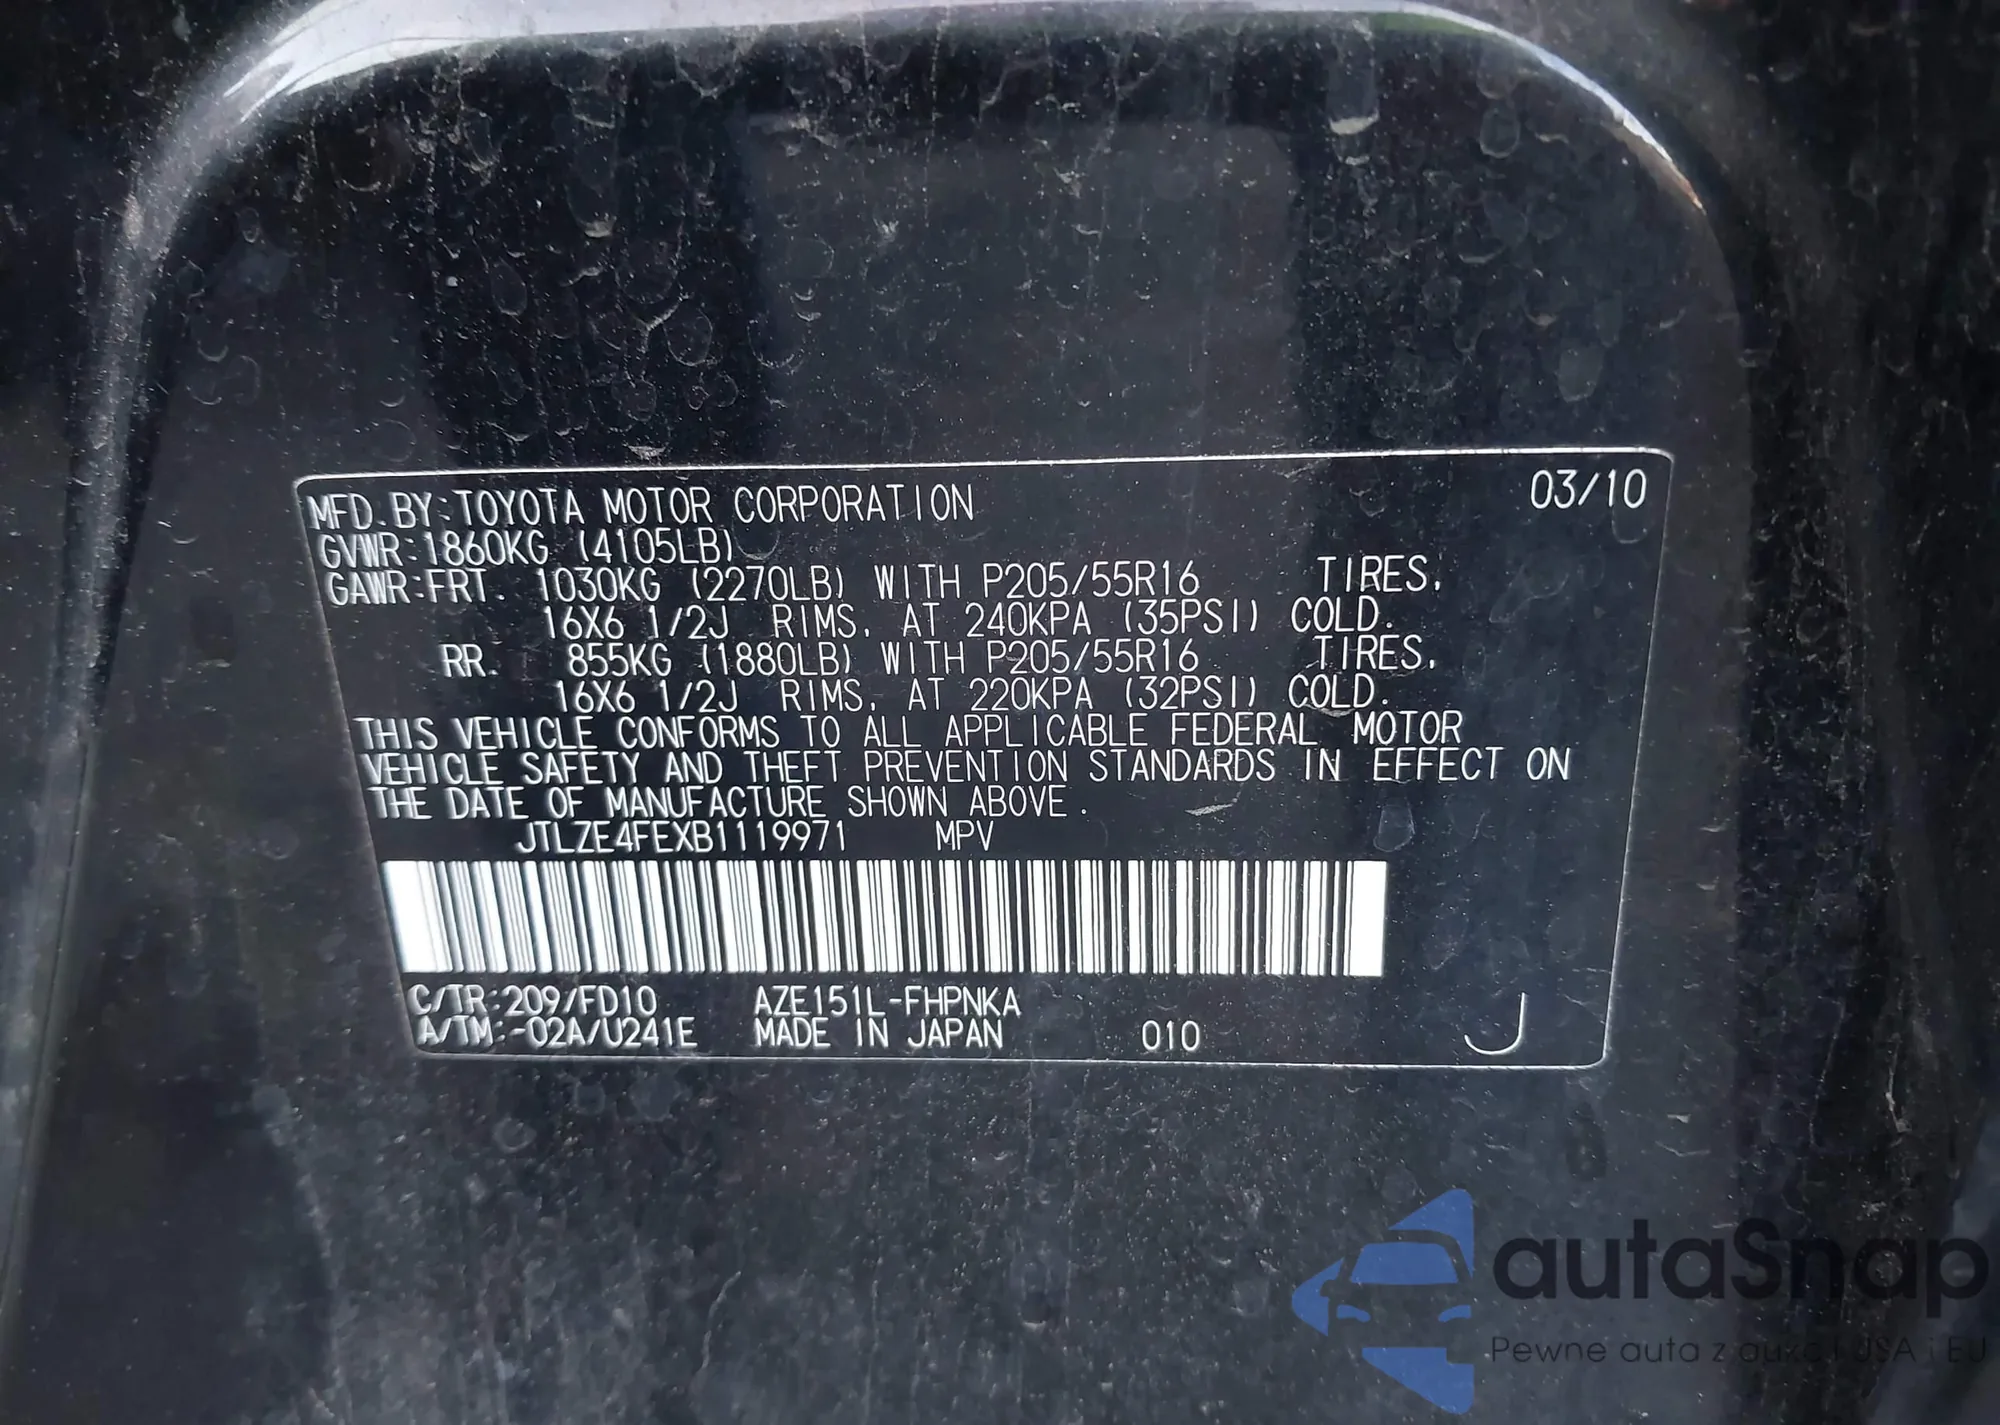 MFD. BY:TOYOTA MOTOR CORPORATION 03/10
GVWR:1860KG (4105LB)
GAWR:FRT. 1030KG (2270LB) WITH P205/55R16 TIRES,
16X6 1/2J RIMS, AT 240KPA (35PSI) COLD.
RR. 855KG (1880LB) WITH P205/55R16 TIRES,
16X6 1/2J RIMS, AT 220KPA (32PSI) COLD.
THIS VEHICLE CONFORMS TO ALL APPLICABLE FEDERAL MOTOR
VEHICLE SAFETY AND THEFT PREVENTION STANDARDS IN EFFECT ON
THE DATE OF MANUFACTURE SHOWN ABOVE.
JTLZE4FEXB1119971 MPV
C/TR:209/FD10 AZE151L-FHPNKA
A/TM:-02A/U241E MADE IN JAPAN 010 J
autaSnap
Pewne auta z aukcji USA i EU